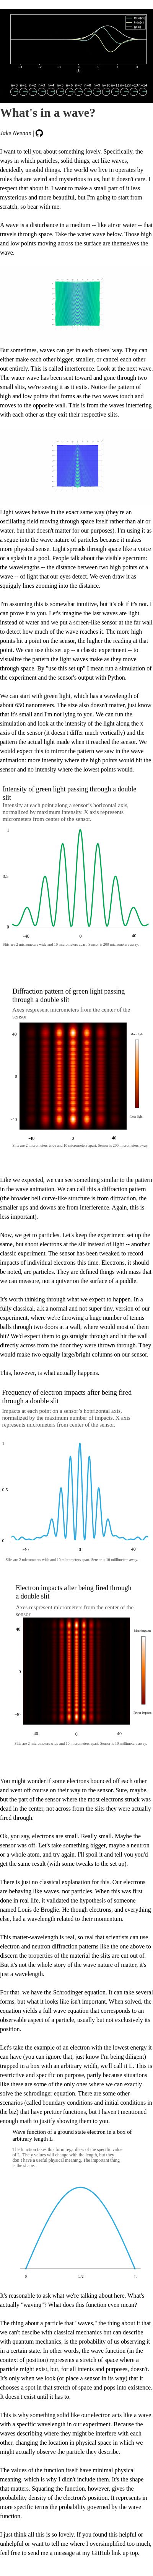 What's in a wave?
Jake Neenan |
I want to tell you about something lovely. Specifically, the
ways in which particles, solid things, act like waves,
decidedly unsolid things. The world we live in operates by
rules that are weird and mysterious to us, but it doesn't care. I
respect that about it. I want to make a small part of it less
mysterious and more beautiful, but I'm going to start from
scratch, so bear with me.
A wave is a disturbance in a medium -- like air or water -- that
travels through space. Take the water wave below. Those high
and low points moving across the surface themselves the
wave.
But sometimes, waves can get in each others' way. They can
either make each other bigger, smaller, or cancel each other
out entirely. This is called interference. Look at the wave wave.
The water wave has been sent toward and gone through two
small slits, we're seeing it as it exits. Notice the pattern of
high and low points that forms as the two waves touch and
move to the opposite wall. This is from the waves interfering
with each other as they exit their respective slits.
Light waves behave in the exact same way (they're an
oscillating field moving through space itself rather than air or
water, but that doesn't matter for our purposes). I'm using it as
a segue into the wave nature of particles because it makes
more physical sense. Light spreads through space like a voice
or a splash in water. People talk about the visible spectrum:
the wavelengths -- the distance between two high points of a
wave -- of light that our eyes detect. We even draw it as
squiggly lines zooming into the distance.
I'm assuming that is somewhat intuitive, but it's ok if it's not. I
can prove it to you. Let's imagine the last wave was light
instead of water and we put a screen-like sensor at the far wall
to detect how much of the wave reaches it. The more high
points hit a point on the sensor, the higher the reading at that
point. We can use this set up -- a classic experiment -- to
visualize the pattern the light waves make as they move
through space. By "use this set up" I mean run a simulation of
the experiment and chart the sensor's output with Python.
We can start with green light, which has a wavelength of
about 650 nanometers. The size also doesn't matter, just know
that it's small and I'm not lying to you. We can run the
simulation and look at the intensity of the light along the x
axis of the sensor (it doesn't differ much vertically) and the
pattern the actual light made when it reached the sensor. We
would expect this to mirror the pattern we saw in the water
animation: more intensity where the high points would hit the
sensor and no intensity where the lowest points would.
Intensity of green light passing through a double
slit
Intensity at each point along a sensor's horizontal axis,
normalized by maximum intensity. X axis represents
micrometers from center of the sensor.
1
0.5
0
-40 0 40
Slits are 2 micrometers wide and 10 micrometers apart. Sensor is 200 micrometers away.
Diffraction pattern of green light passing
through a double slit
Axes respresent micrometers from the center of the
sensor
Most light
40
0
-40
Less light
-40 0 40
Slits are 2 micrometers wide and 10 micrometers apart. Sensor is 200 micrometers away.
Like we expected, we can see something similar to the pattern
in the wave animation. We can call this a diffraction pattern
(the broader bell curve-like structure is from diffraction, the
smaller ups and downs are from interference. Again, this is
less important).
Now, we get to particles. Let's keep the experiment set up the
same, but shoot electrons at the slit instead of light -- another
classic experiment. The sensor has been tweaked to sense the
impacts of individual electrons this time. Electrons, it should
be noted, are particles. They are defined things with mass that
we can measure, not a quiver on the surface of a puddle.
It's worth thinking through what we expect to happen. In a
fully classical, a.k.a normal and not super tiny, version of our
experiment, where we're throwing a huge number of tennis
balls through two doors at a wall, where would most of them
hit? We'd expect them to go straight through and hit the wall
directly across from the door they were thrown through. They
would make two equally large/bright columns on our sensor.
This, however, is what actually happens.
Frequency of electron impacts after being fired
through a double slit
Impacts at each point on a sensor's hoprizontal axis,
normalized by the maximum number of impacts. X axis
represents micrometers from center of the sensor.
1
0.5
0
-40 0 40
Slits are 2 micrometers wide and 10 micrometers apart. Sensor is 10 millimeters away.
Electron impacts after being fired through
a double slit
Axes respresent micrometers from the center of the
sensor
Most impacts
40
0
-40
Fewer impacts
-40 0 -40
Slits are 2 micrometers wide and 10 micrometers apart. Sensor is 10 millimeters away.
You might wonder if some electrons bounced off each other
and went off course on their way to the sensor. Sure, maybe,
but the part of the sensor where the most electrons struck was
dead in the center, not across from the slits they were actually
fired through.
Ok, you say, electrons are small. Really small. Maybe the
trick will wear off. Let's take something bigger, maybe a neutron
or a whole atom, and try again. I'll spoil it and tell you you'd
get the same result (with some tweaks to the set up).
There is just no classical explanation for this. Our electrons
are behaving like waves, not particles. When this was first
done in real life, it validated the hypothesis of someone
named Louis de Broglie. He though electrons, and everything
else, had a wavelength related to their momentum.
This matter-wavelength is real, so real that scientists can use
electron and neutron diffraction patterns like the one above to
discern the structures of the molecules they are cast out of.
But it's not the whole story of the wave nature of matter, it's
just a wavelength.
For that, we have the Schrodinger equation. It can take several
forms, but what it looks like isn't important. When solved, the
equation yields a full wave equation that corresponds to an
observable aspect of a particle, usually but not exclusively its
position.
Let's take the example of an electron with the lowest energy it
can have (you can ignore that, just know I'm being diligent)
trapped in a box with an arbitrary width, we'll call it L. This is
restrictive and specific on purpose, partly because situations
like these are some of the only ones where we can exactly
solve the schrodinger equation. There are some other
scenarios (called boundary conditions and initial conditions in
the biz) that have prettier functions, but I haven't mentioned
enough math to justify showing them to you.
Wave function of a ground state electron in a box of
arbitrary length L
The function takes this form regardless of the specific value
of L. The y values will change with the length, but they
don't have a useful physical meaning. The important thing
is the shape.
0 L/2 L
It's reasonable to ask what we're talking about here. What's
actually "waving"? What does this function even mean?
The thing about a particle that "waves," the thing about it that
we can't descibe with classical mechanics but can describe
with quantum mechanics, is the probability of us observing it
in a certain state. In other words, the wave function (in the
context of position) represents a stretch of space where a
particle might exist, but, for all intents and purposes, doesn't.
It's only when we look (or place a sensor in its way) that it
chooses a spot in that stretch of space and pops into existence.
It doesn't exist until it has to.
This is why something solid like our electron acts like a wave
with a specific wavelength in our experiment. Because the
waves describing where they might be interfere with each
other, changing the location in physical space in which we
might actually observe the particle they describe.
The values of the function itself have minimal physical
meaning, which is why I didn't include them. It's the shape
that matters. Squaring the function, however, gives the
probability density of the electron's position. It represents in
more specific terms the probability governed by the wave
function.
I just think all this is so lovely. If you found this helpful or
unhelpful or want to tell me where I oversimplified too much,
feel free to send me a message at my GitHub link up top.